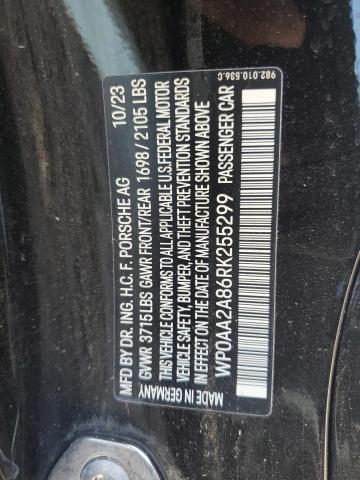 982.010.536.C
MFD BY DR. ING. H.C. F. PORSCHE AG 10/23
GVWR 3715LBS GAWR FRONT/REAR 1698 / 2105 LBS
THIS VEHICLE CONFORMS TO ALL APPLICABLE U.S.FEDERAL MOTOR
VEHICLE SAFETY, BUMPER, AND THEFT PREVENTION STANDARDS
IN EFFECT ON THE DATE OF MANUFACTURE SHOWN ABOVE
WP0AA2A86RK255299 PASSENGER CAR
Made in
GERMANY